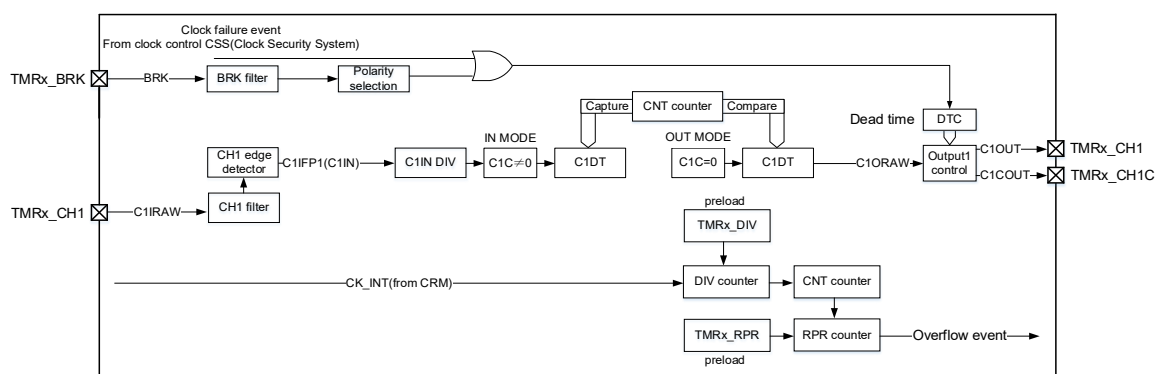 Clock failure event
From clock control CSS(Clock Security System)
TMRx_BRK
BRK
BRK filter
Polarity
selection
Capture
CNT counter
Compare
Dead time
DTC
IN MODE
OUT MODE
CH1 edge
detector
C1IFP1(C1IN)
C1IN DIV
C1C≠0
C1DT
C1C=0
C1DT
C1ORAW
Output1
control
C1OUT
TMRx_CH1
C1COUT
TMRx_CH1C
TMRx_CH1
C1IRAW
CH1 filter
preload
TMRx_DIV
CK_INT(from CRM)
DIV counter
CNT counter
TMRx_RPR
RPR counter
Overflow event
preload